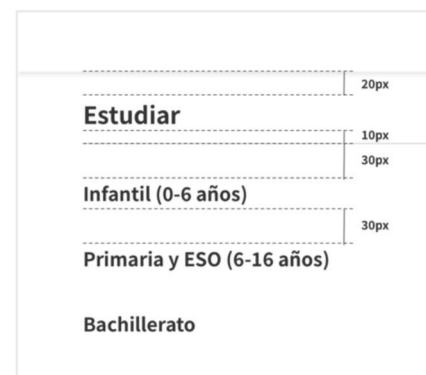 20px
Estudiar
10px
30px
Infantil (0-6 años)
30px
Primaria y ESO (6-16 años)
Bachillerato